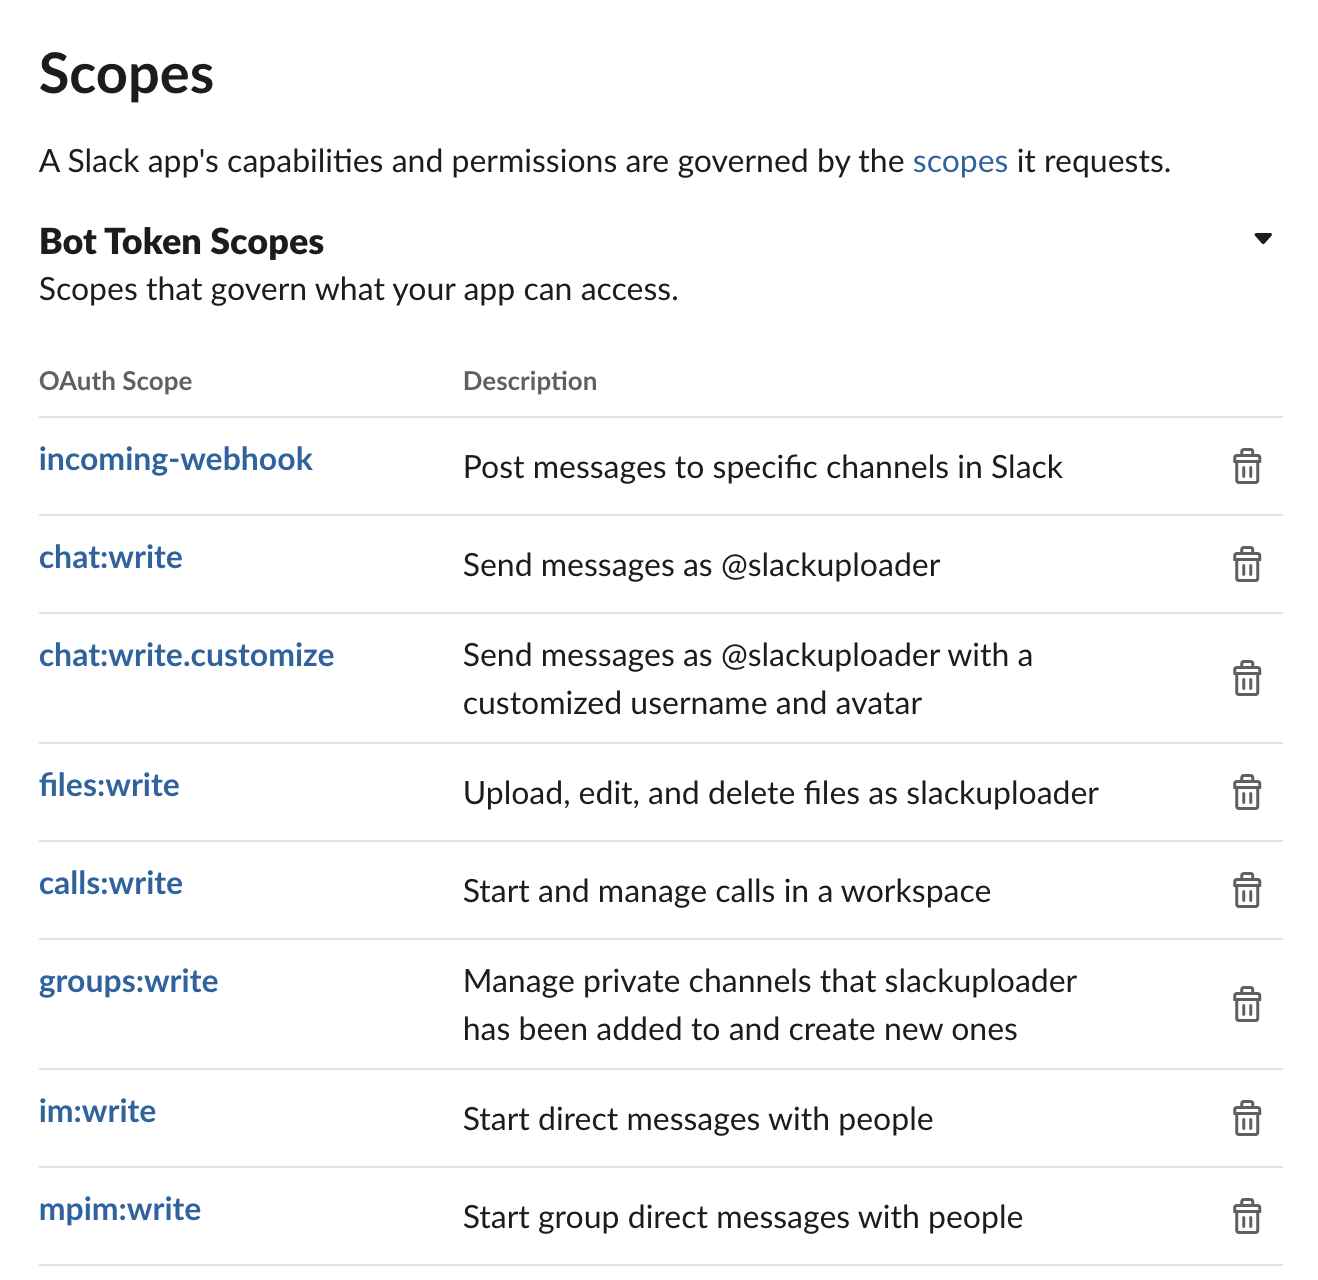 Scopes
A Slack app's capabilities and permissions are governed by the scopes it requests.
Bot Token Scopes
Scopes that govern what your app can access.
OAuth Scope Description
incoming-webhook Post messages to specific channels in Slack
chat:write Send messages as @slackuploader
chat:write.customize Send messages as @slackuploader with a
customized username and avatar
files:write Upload, edit, and delete files as slackuploader
calls:write Start and manage calls in a workspace
groups:write Manage private channels that slackuploader
has been added to and create new ones
im:write Start direct messages with people
mpim:write Start group direct messages with people